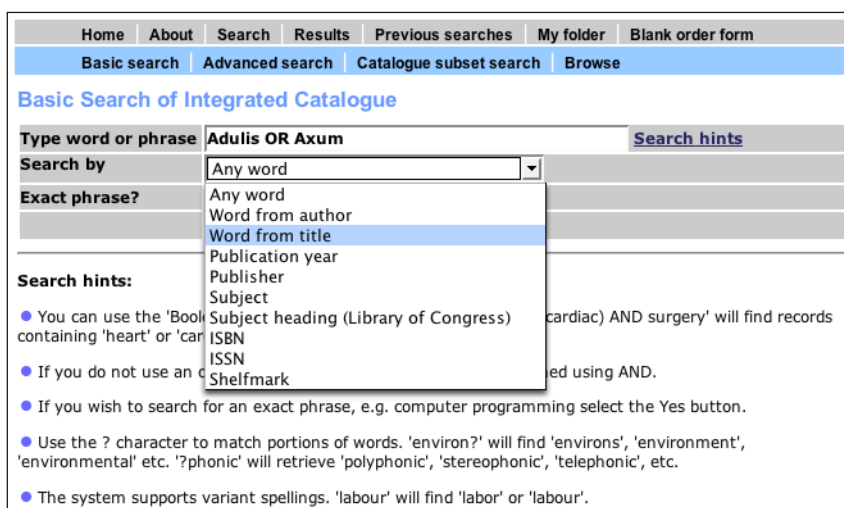 Home About Search Results Previous searches My folder Blank order form
Basic search Advanced search Catalogue subset search Browse
Basic Search of Integrated Catalogue
Type word or phrase Adulis OR Axum Search hints
Search by Any word
Exact phrase?
Any word
Word from author
Word from title
Publication year
Publisher
Subject
Subject heading (Library of Congress)
ISBN
ISSN
Shelfmark
Search hints:
You can use the cardiac) AND surgery' will find records
containing 'heart' or
If you do not use an using AND.
If you wish to search for an exact phrase, e.g. computer programming select the Yes button.
Use the ? character to match portions of words. 'environ?' will find 'environs', 'environment',
'environmental' etc. '?phonic' will retrieve 'polyphonic', 'stereophonic', 'telephonic', etc.
The system supports variant spellings. 'labour' will find 'labor' or 'labour'.